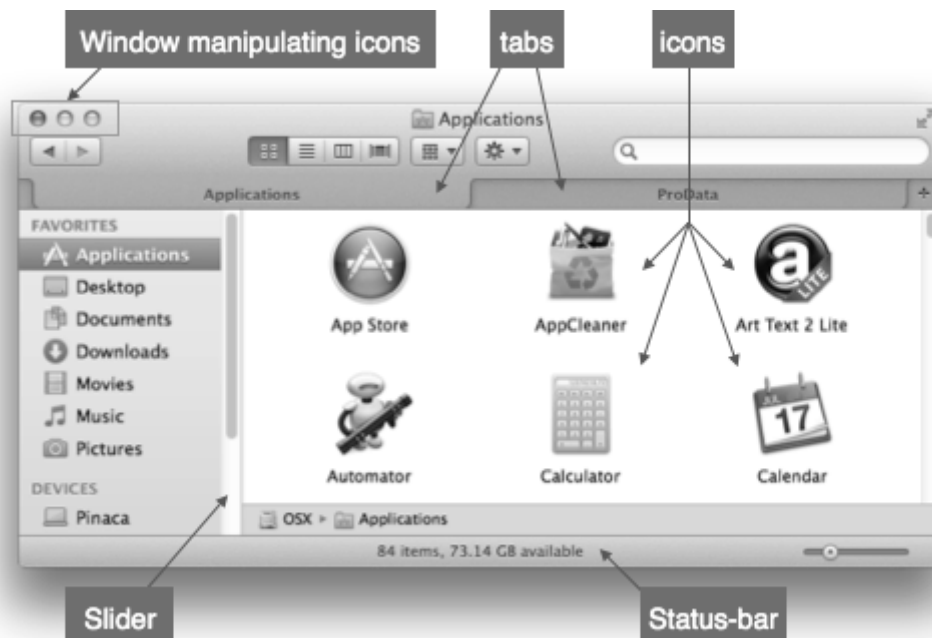 Window manipulating icons tabs icons
Applications
Applications ProData
FAVORITES
Applications
Desktop
Documents
Downloads
Movies
Music
Pictures
DEVICES
Pinaca
App Store AppCleaner Art Text 2 Lite
a LITE
Automator Calculator Calendar
JUL 17
OSX Applications
84 items, 73.14 GB available
Slider Status-bar